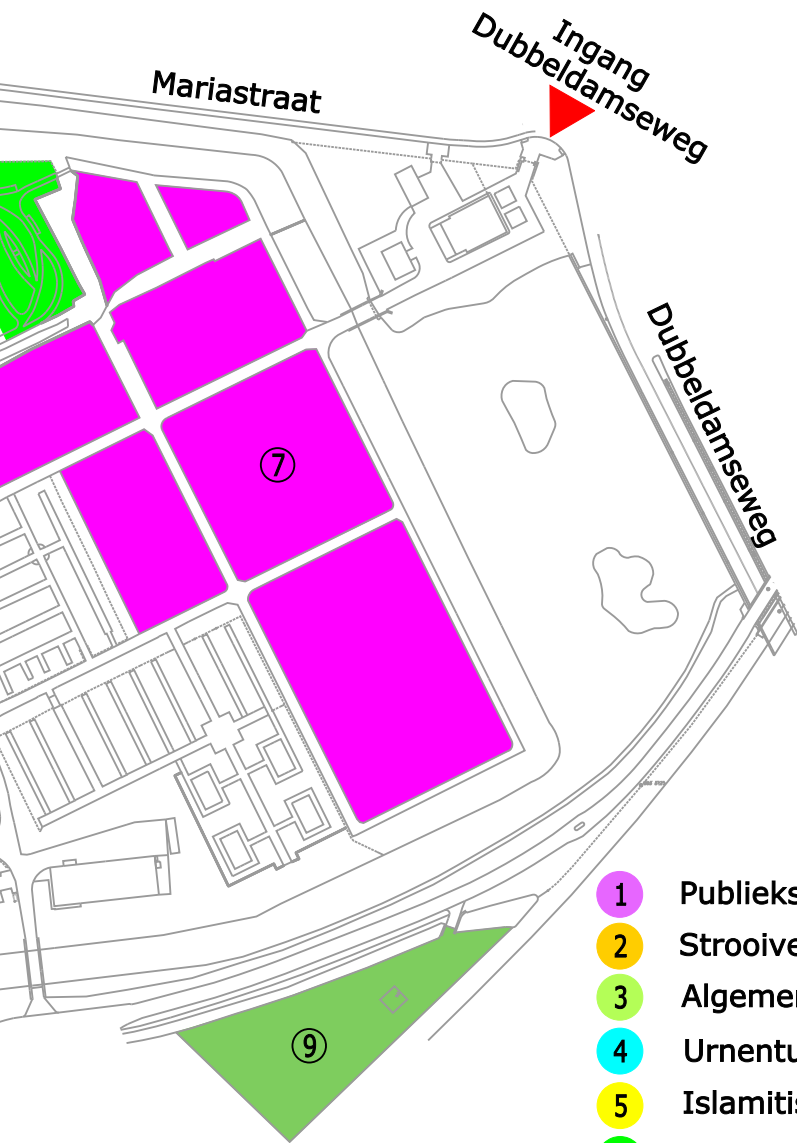 Ingang
Dubbeldamseweg
Mariastraat
Dubbeldamseweg
7
9
1 Publieks
2 Strooive
3 Algemer
4 Urnentu
5 Islamitis